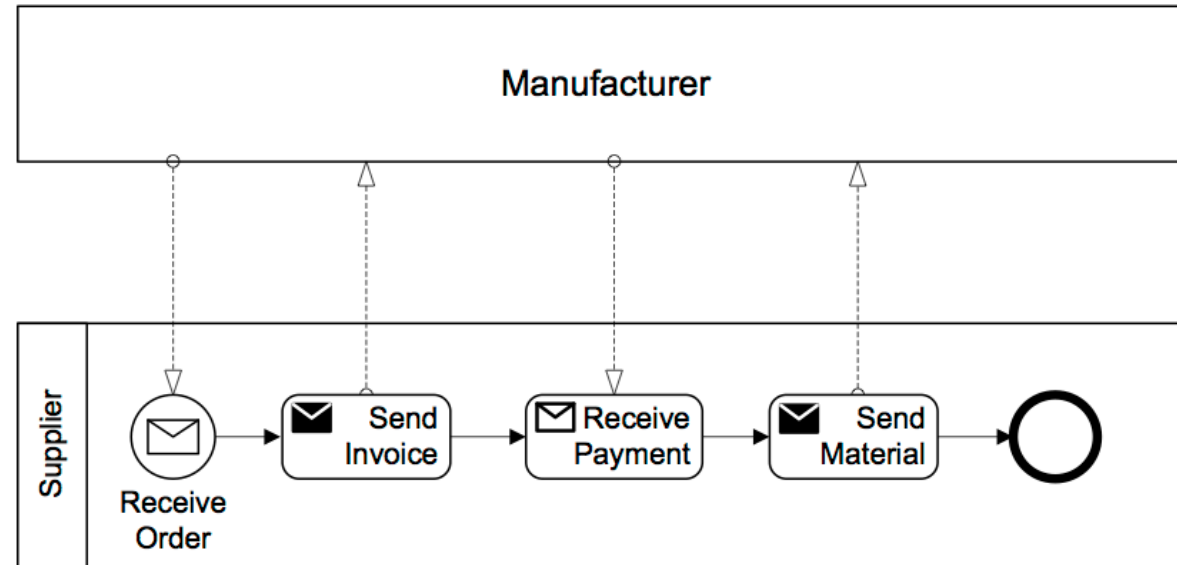 Manufacturer
Supplier
Receive
Order
Send
Invoice
Receive
Payment
Send
Material